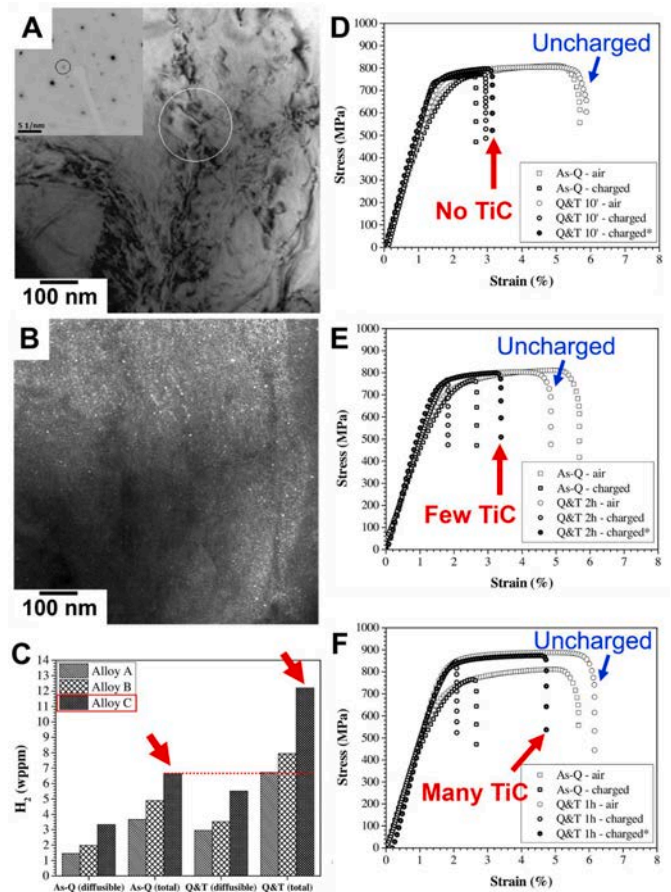 A
5 1/nm
100 nm
B
100 nm
C
14
13
12
11
10
9
8
7
6
5
4
3
2
1
0
H₂ (wppm)
Alloy A
Alloy B
Alloy C
As-Q (diffusible) As-Q (total) Q&T (diffusible) Q&T (total)
D
Uncharged
1000
900
800
700
600
500
400
300
200
100
0
Stress (MPa)
No TiC
As-Q - air
As-Q - charged
Q&T 10' - air
Q&T 10' - charged
Q&T 10' - charged*
0 1 2 3 4 5 6 7 8
Strain (%)
E
Uncharged
1000
900
800
700
600
500
400
300
200
100
0
Stress (MPa)
Few TiC
As-Q - air
As-Q - charged
Q&T 2h - air
Q&T 2h - charged
Q&T 2h - charged*
0 1 2 3 4 5 6 7 8
Strain (%)
F
Uncharged
1000
900
800
700
600
500
400
300
200
100
0
Stress (MPa)
Many TiC
As-Q - air
As-Q - charged
Q&T 1h - air
Q&T 1h - charged
Q&T 1h - charged*
0 1 2 3 4 5 6 7 8
Strain (%)